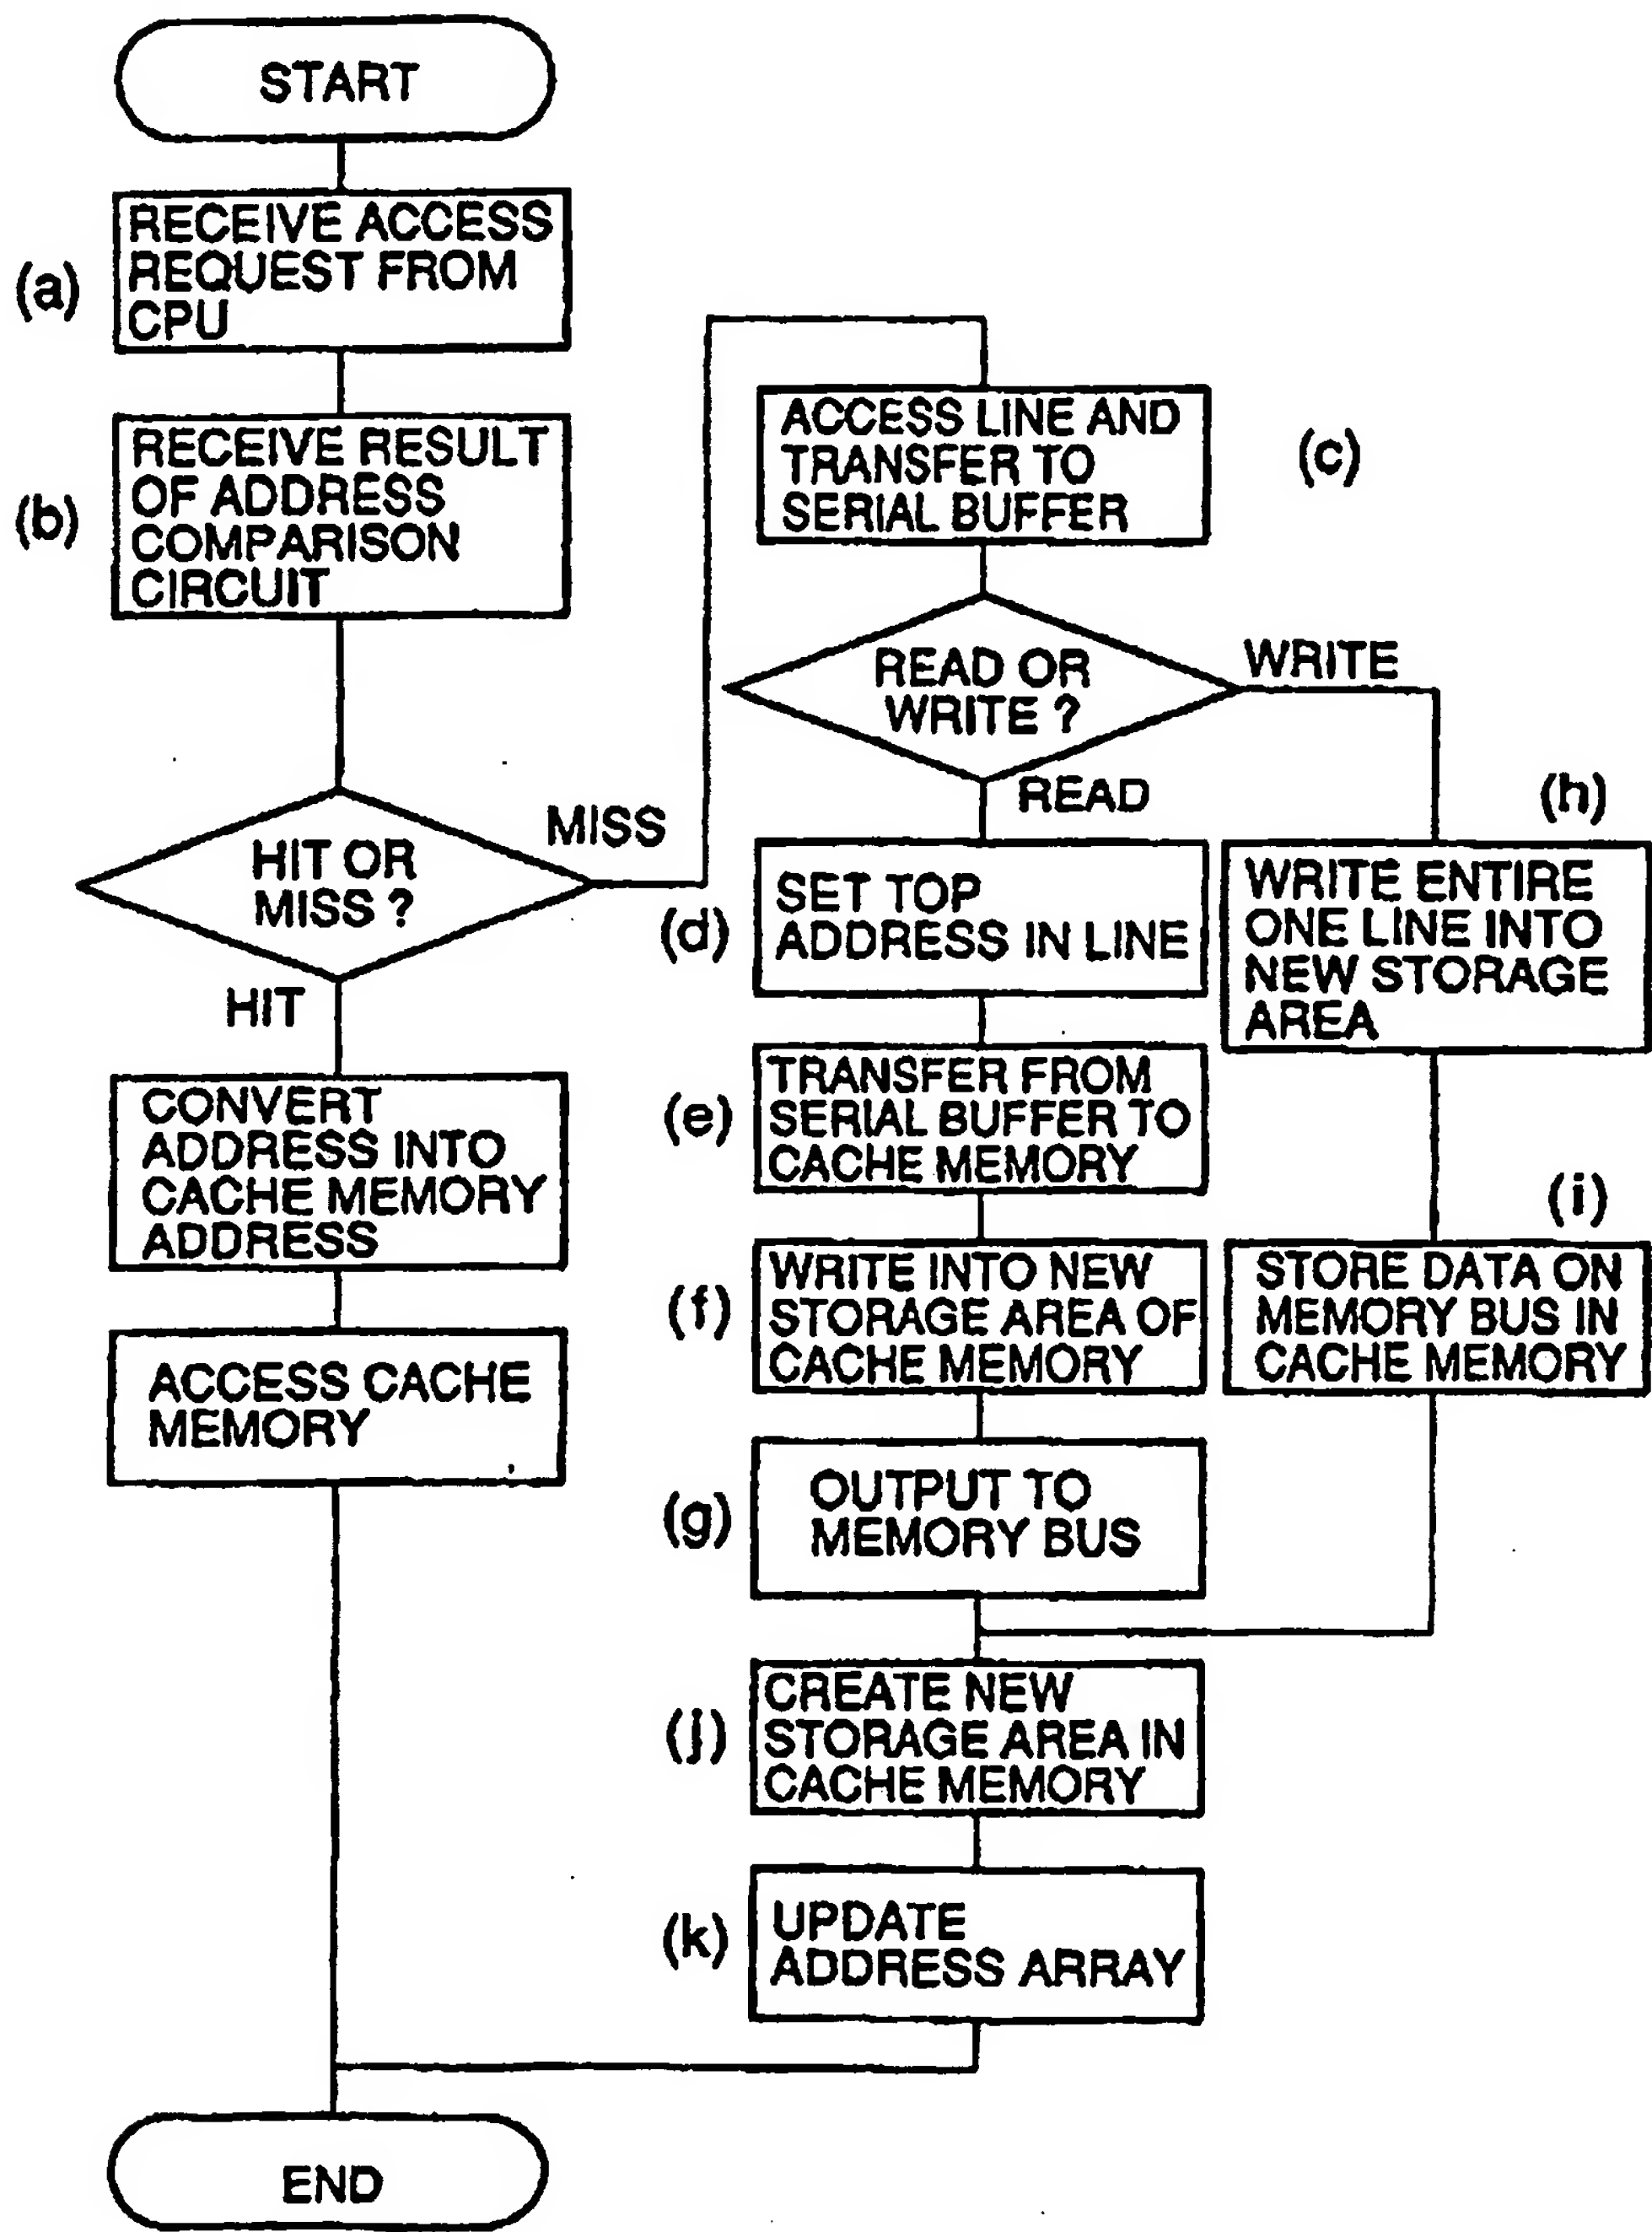 START
(a)
RECEIVE ACCESS
REQUEST FROM
CPU
(b)
RECEIVE RESULT
OF ADDRESS
COMPARISON
CIRCUIT
HIT OR
MISS ?
MISS
HIT
CONVERT
ADDRESS INTO
CACHE MEMORY
ADDRESS
ACCESS CACHE
MEMORY
ACCESS LINE AND
TRANSFER TO
SERIAL BUFFER
(c)
READ OR
WRITE ?
WRITE
READ
(d)
SET TOP
ADDRESS IN LINE
(e)
TRANSFER FROM
SERIAL BUFFER TO
CACHE MEMORY
(f)
WRITE INTO NEW
STORAGE AREA OF
CACHE MEMORY
(g)
OUTPUT TO
MEMORY BUS
(h)
WRITE ENTIRE
ONE LINE INTO
NEW STORAGE
AREA
(i)
STORE DATA ON
MEMORY BUS IN
CACHE MEMORY
(j)
CREATE NEW
STORAGE AREA IN
CACHE MEMORY
(k)
UPDATE
ADDRESS ARRAY
END